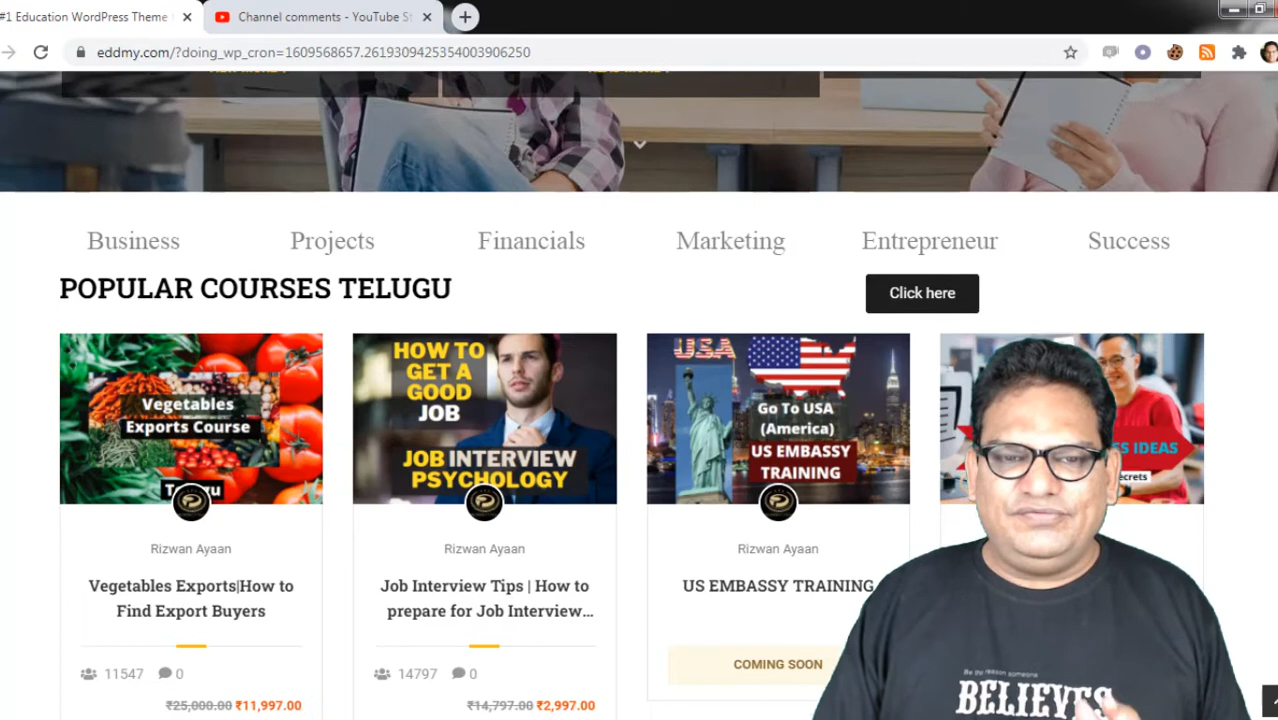 #1 Education WordPress Theme
Channel comments - YouTube S
eddmy.com/?doing_wp_cron=1609568657.2619309425354003906250
Business Projects Financials Marketing Entrepreneur Success
POPULAR COURSES TELUGU
Click here
Vegetables
Exports Course
Telugu
HOW TO
GET A
GOOD
JOB
JOB INTERVIEW
PSYCHOLOGY
USA
Go To USA
(America)
US EMBASSY
TRAINING
IDEAS
Rizwan Ayaan
Rizwan Ayaan
Rizwan Ayaan
Vegetables Exports|How to
Find Export Buyers
Job Interview Tips | How to
prepare for Job Interview...
US EMBASSY TRAINING
COMING SOON
11547 0
14797 0
₹25,000.00 ₹11,997.00
₹14,797.00 ₹2,997.00
Be the reason someone
BELIEVES